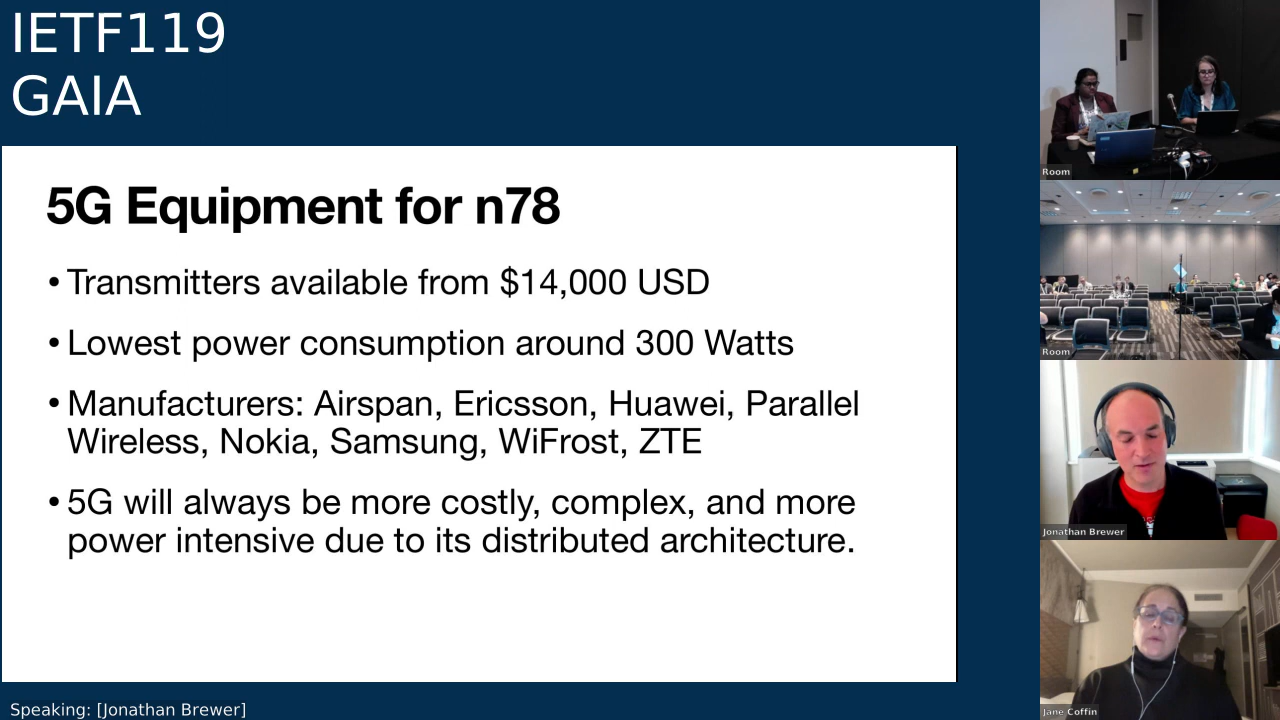 IETF119
GAIA
5G Equipment for n78
• Transmitters available from $14,000 USD
• Lowest power consumption around 300 Watts
• Manufacturers: Airspan, Ericsson, Huawei, Parallel
Wireless, Nokia, Samsung, WiFrost, ZTE
• 5G will always be more costly, complex, and more
power intensive due to its distributed architecture.
Speaking: [Jonathan Brewer]
Room
Room
Jonathan Brewer
Jane Coffin